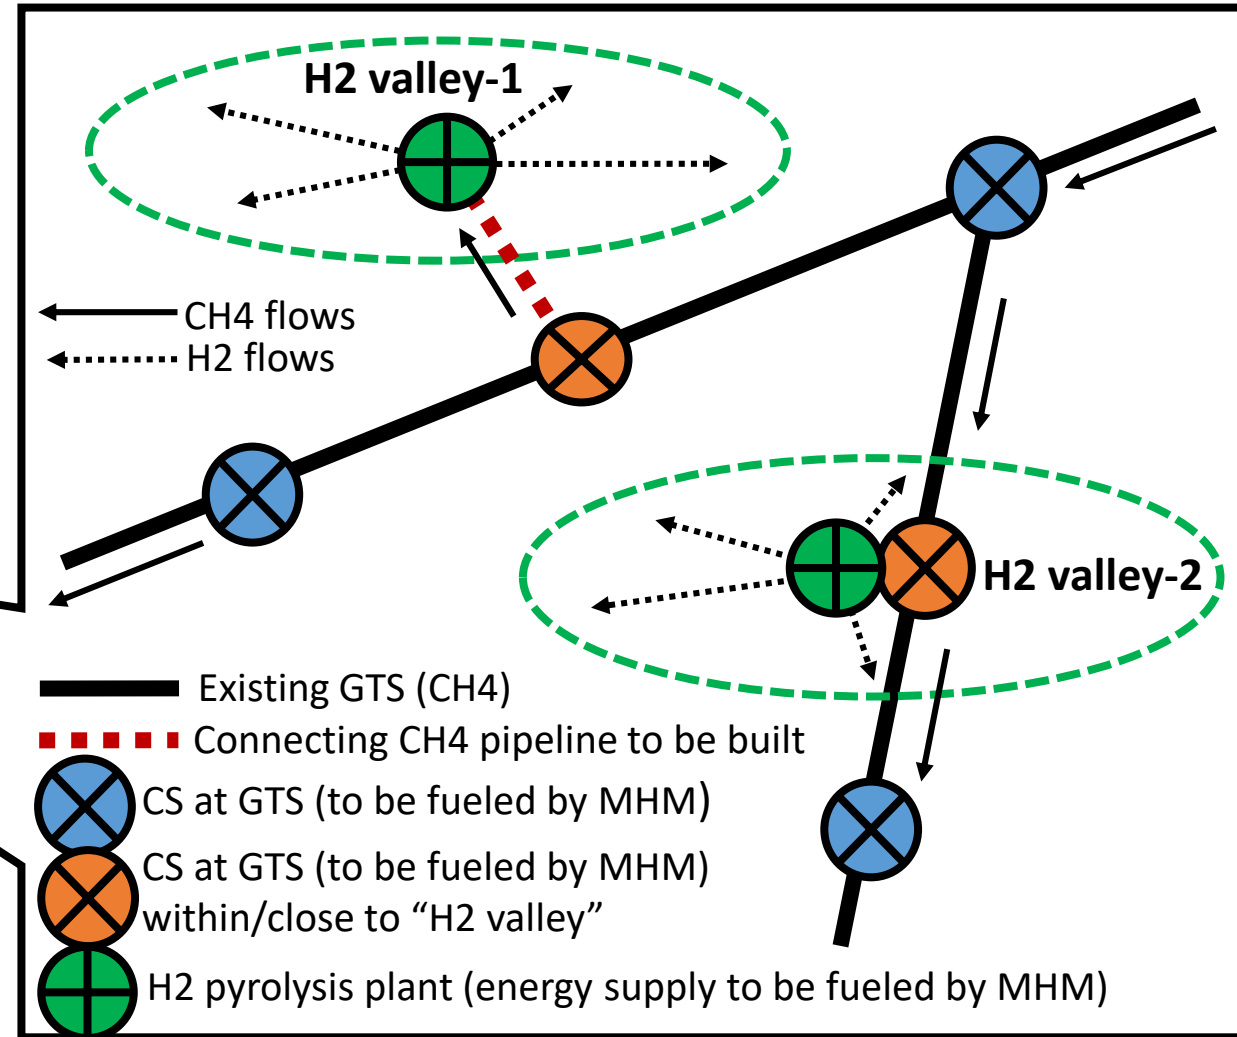 H2 valley-1
CH4 flows
H2 flows
H2 valley-2
Existing GTS (CH4)
Connecting CH4 pipeline to be built
CS at GTS (to be fueled by MHM)
CS at GTS (to be fueled by MHM)
within/close to “H2 valley”
H2 pyrolysis plant (energy supply to be fueled by MHM)